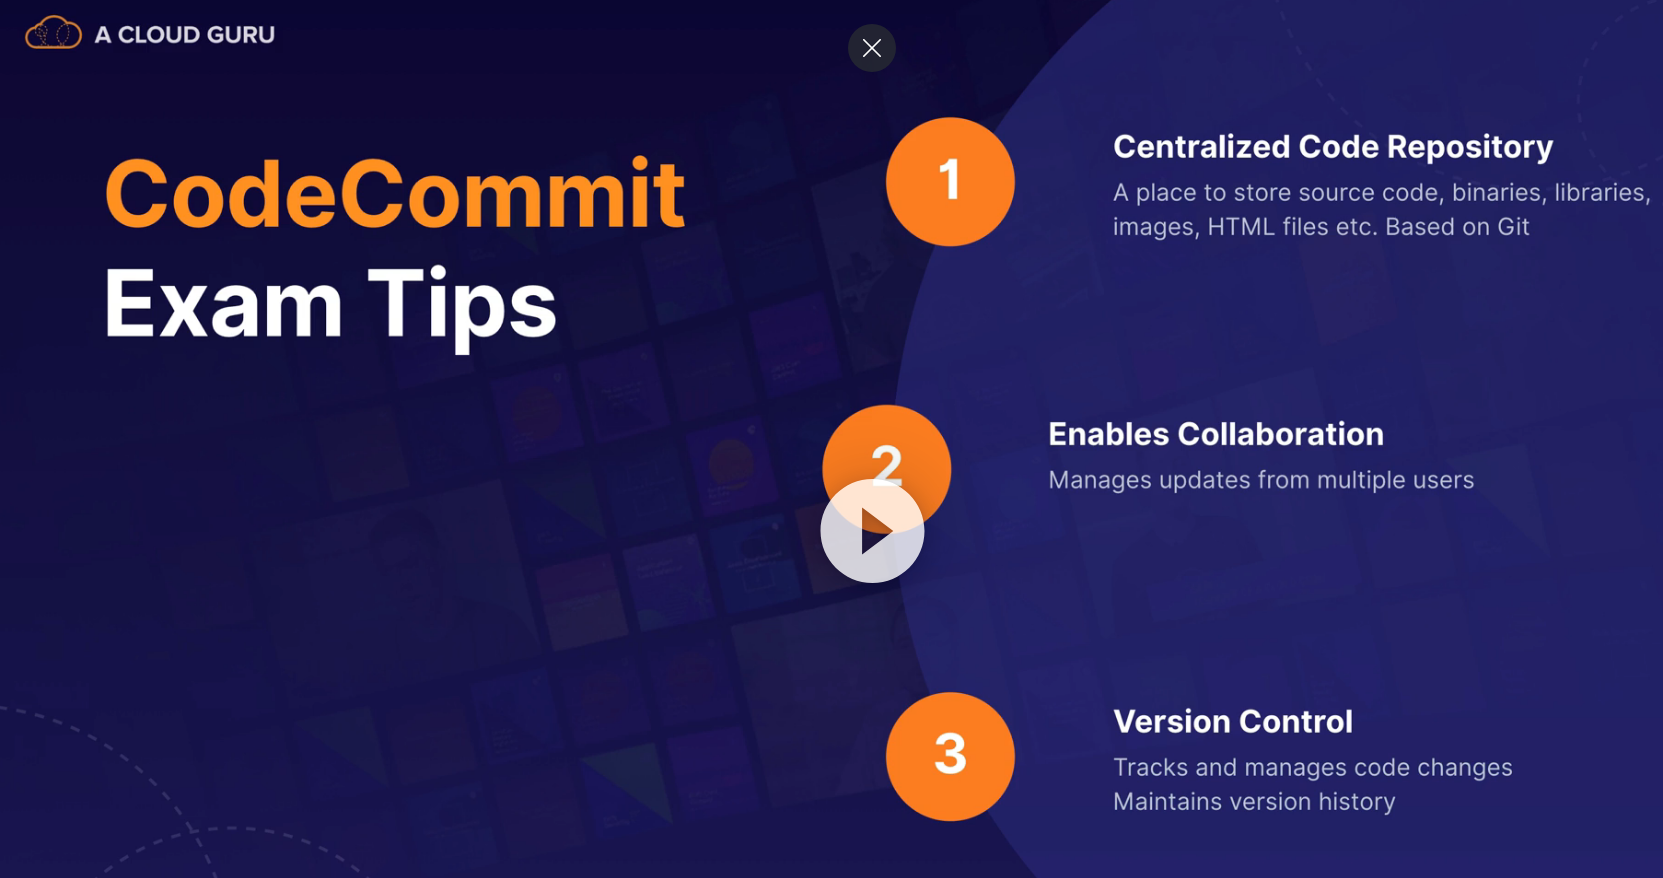 A CLOUD GURU
CodeCommit
Exam Tips
1
Centralized Code Repository
A place to store source code, binaries, libraries,
images, HTML files etc. Based on Git
2
Enables Collaboration
Manages updates from multiple users
3
Version Control
Tracks and manages code changes
Maintains version history